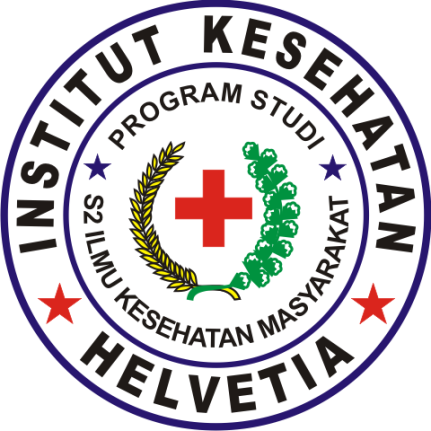 INSTITUT KESEHATAN
HELVETIA
PROGRAM STUDI
S2 ILMU KESEHATAN MASYARAKAT